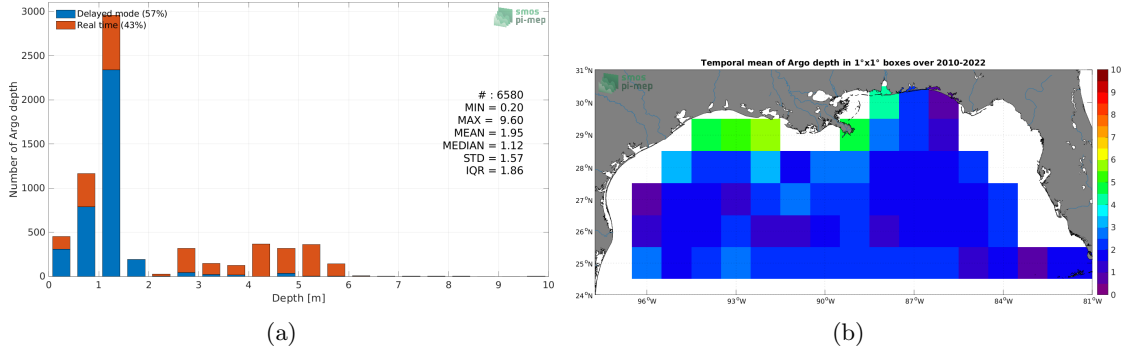 Delayed mode (57%)
Real time (43%)
smos
pi-mep
3000
2500
2000
1500
1000
500
0
Number of Argo depth
# : 6580
MIN = 0.20
MAX = 9.60
MEAN = 1.95
MEDIAN = 1.12
STD = 1.57
IQR = 1.86
0 1 2 3 4 5 6 7 8 9 10
Depth [m]
(a)
Temporal mean of Argo depth in 1°x1° boxes over 2010-2022
smos
pi-mep
31°N
30°N
29°N
28°N
27°N
26°N
25°N
24°N
96°W 93°W 90°W 87°W 84°W 81°W
10
9
8
7
6
5
4
3
2
1
0
(b)